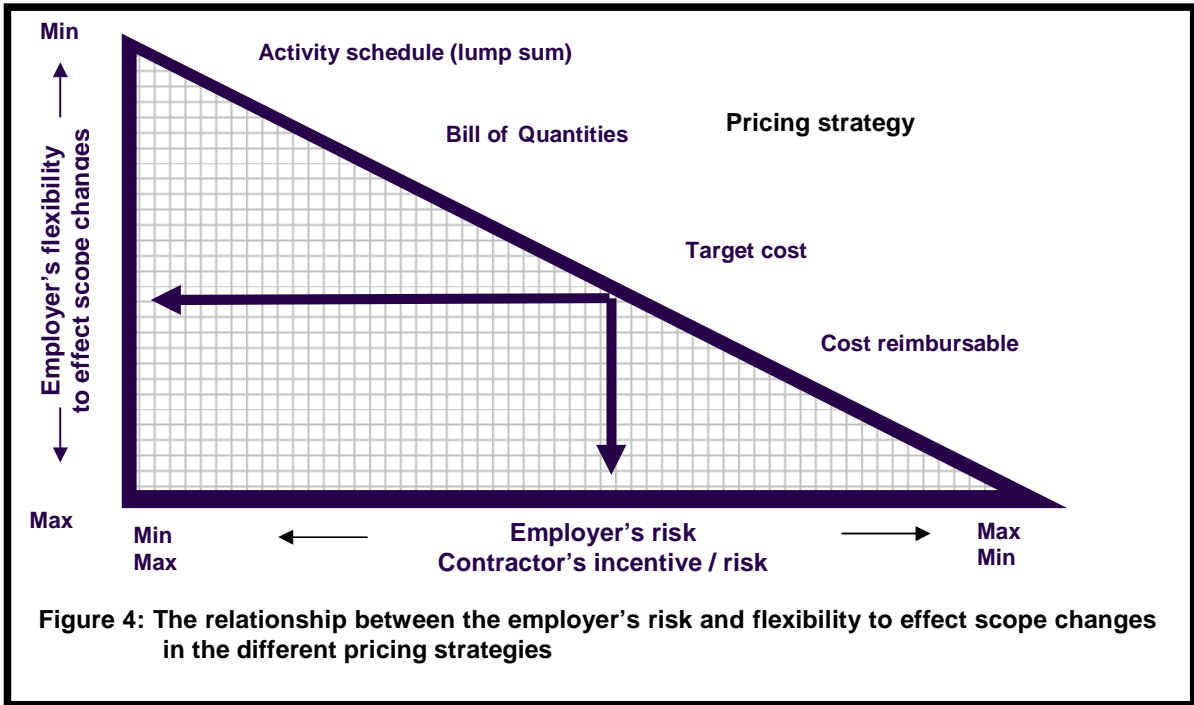 Min
Activity schedule (lump sum)
Bill of Quantities
Pricing strategy
Employer's flexibility
to effect scope changes
Target cost
Cost reimbursable
Max
Min
Max
Employer's risk
Contractor's incentive / risk
Max
Min
Figure 4: The relationship between the employer's risk and flexibility to effect scope changes
in the different pricing strategies